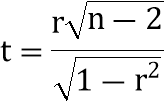 t = r√(n − 2) / √(1 − r²)